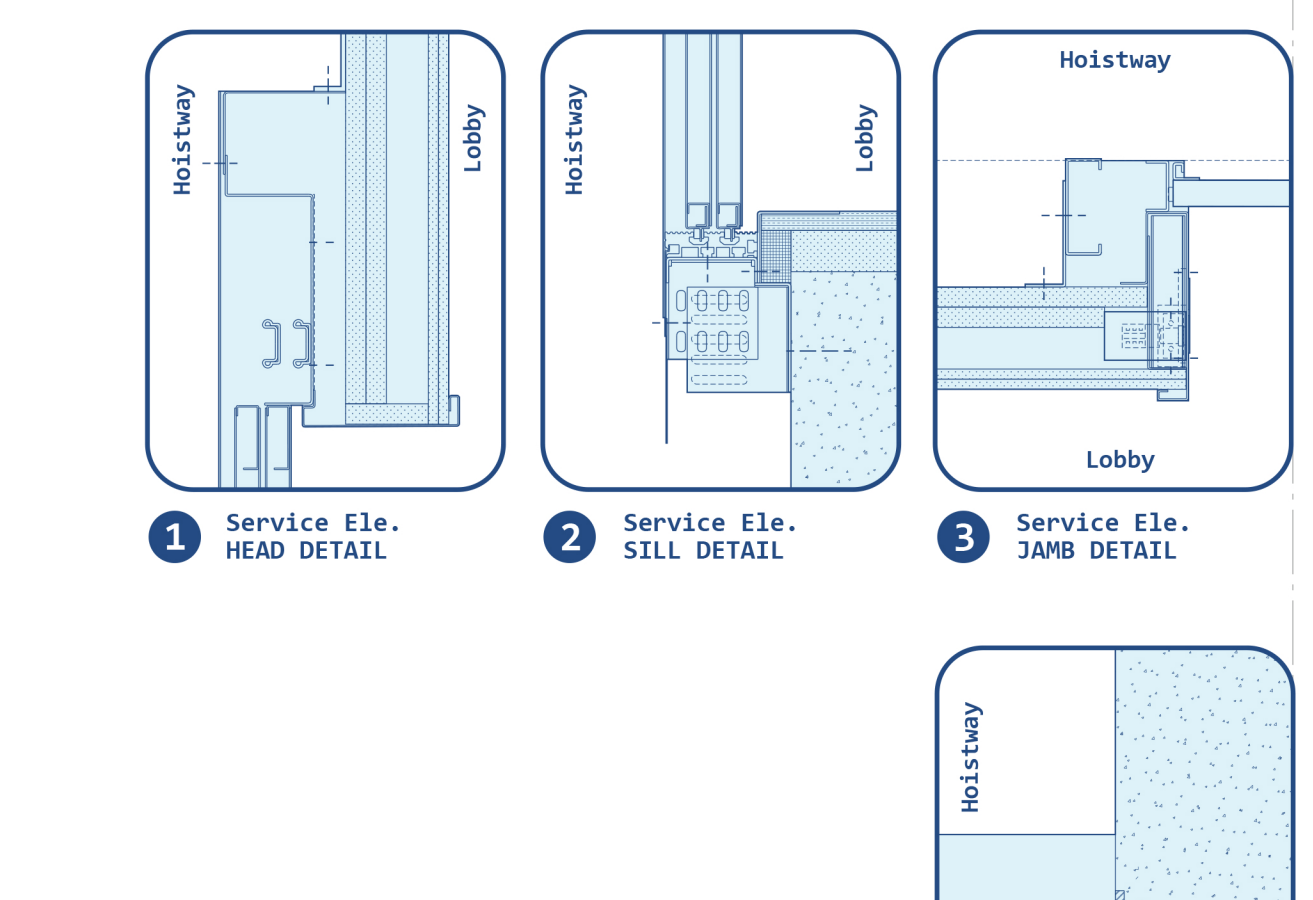 Hoistway
Lobby
Hoistway
Lobby
Hoistway
Lobby
1
Service Ele.
HEAD DETAIL
2
Service Ele.
SILL DETAIL
3
Service Ele.
JAMB DETAIL
Hoistway